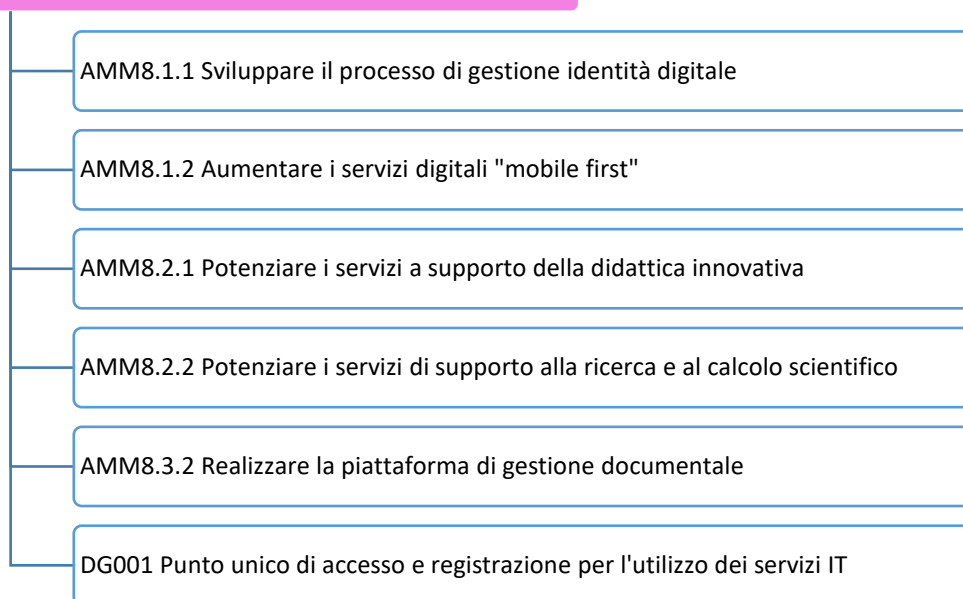 AMM8.1.1 Sviluppare il processo di gestione identità digitale
AMM8.1.2 Aumentare i servizi digitali "mobile first"
AMM8.2.1 Potenziare i servizi a supporto della didattica innovativa
AMM8.2.2 Potenziare i servizi di supporto alla ricerca e al calcolo scientifico
AMM8.3.2 Realizzare la piattaforma di gestione documentale
DG001 Punto unico di accesso e registrazione per l'utilizzo dei servizi IT